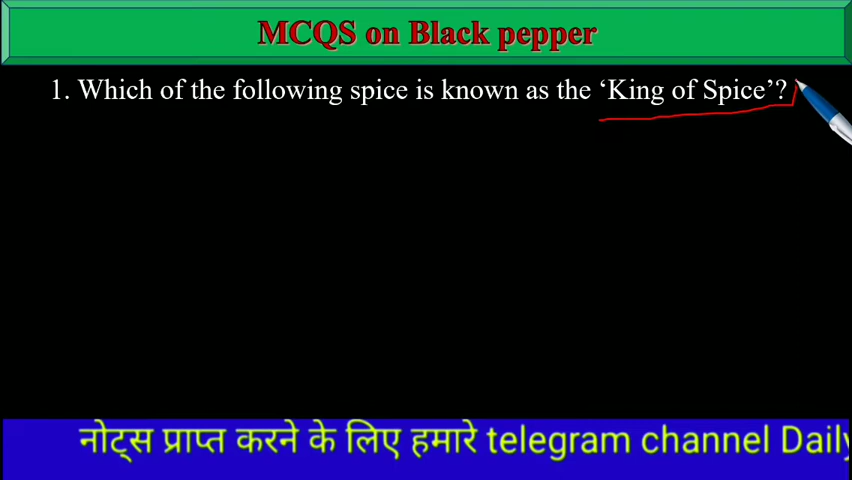 MCQS on Black pepper
1. Which of the following spice is known as the ‘King of Spice’?
नोट्स प्राप्त करने के लिए हमारे telegram channel Daily